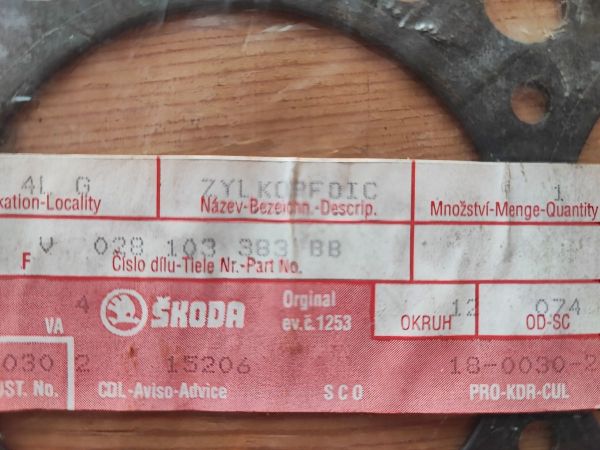 4L G ZYLKOPFDIC 1
kation-Locality Název-Bezeichn.-Descrip. Množství-Menge-Quantity
V 028 103 383 BB
F Číslo dílu-Teile Nr.-Part No.
4 ŠKODA Orginal 12 074
VA ev.č.1253 OKRUH OD-SC
030 2 15206 18-0030-2
UST. No. CDL-Aviso-Advice S C O PRO-KDR-CUL